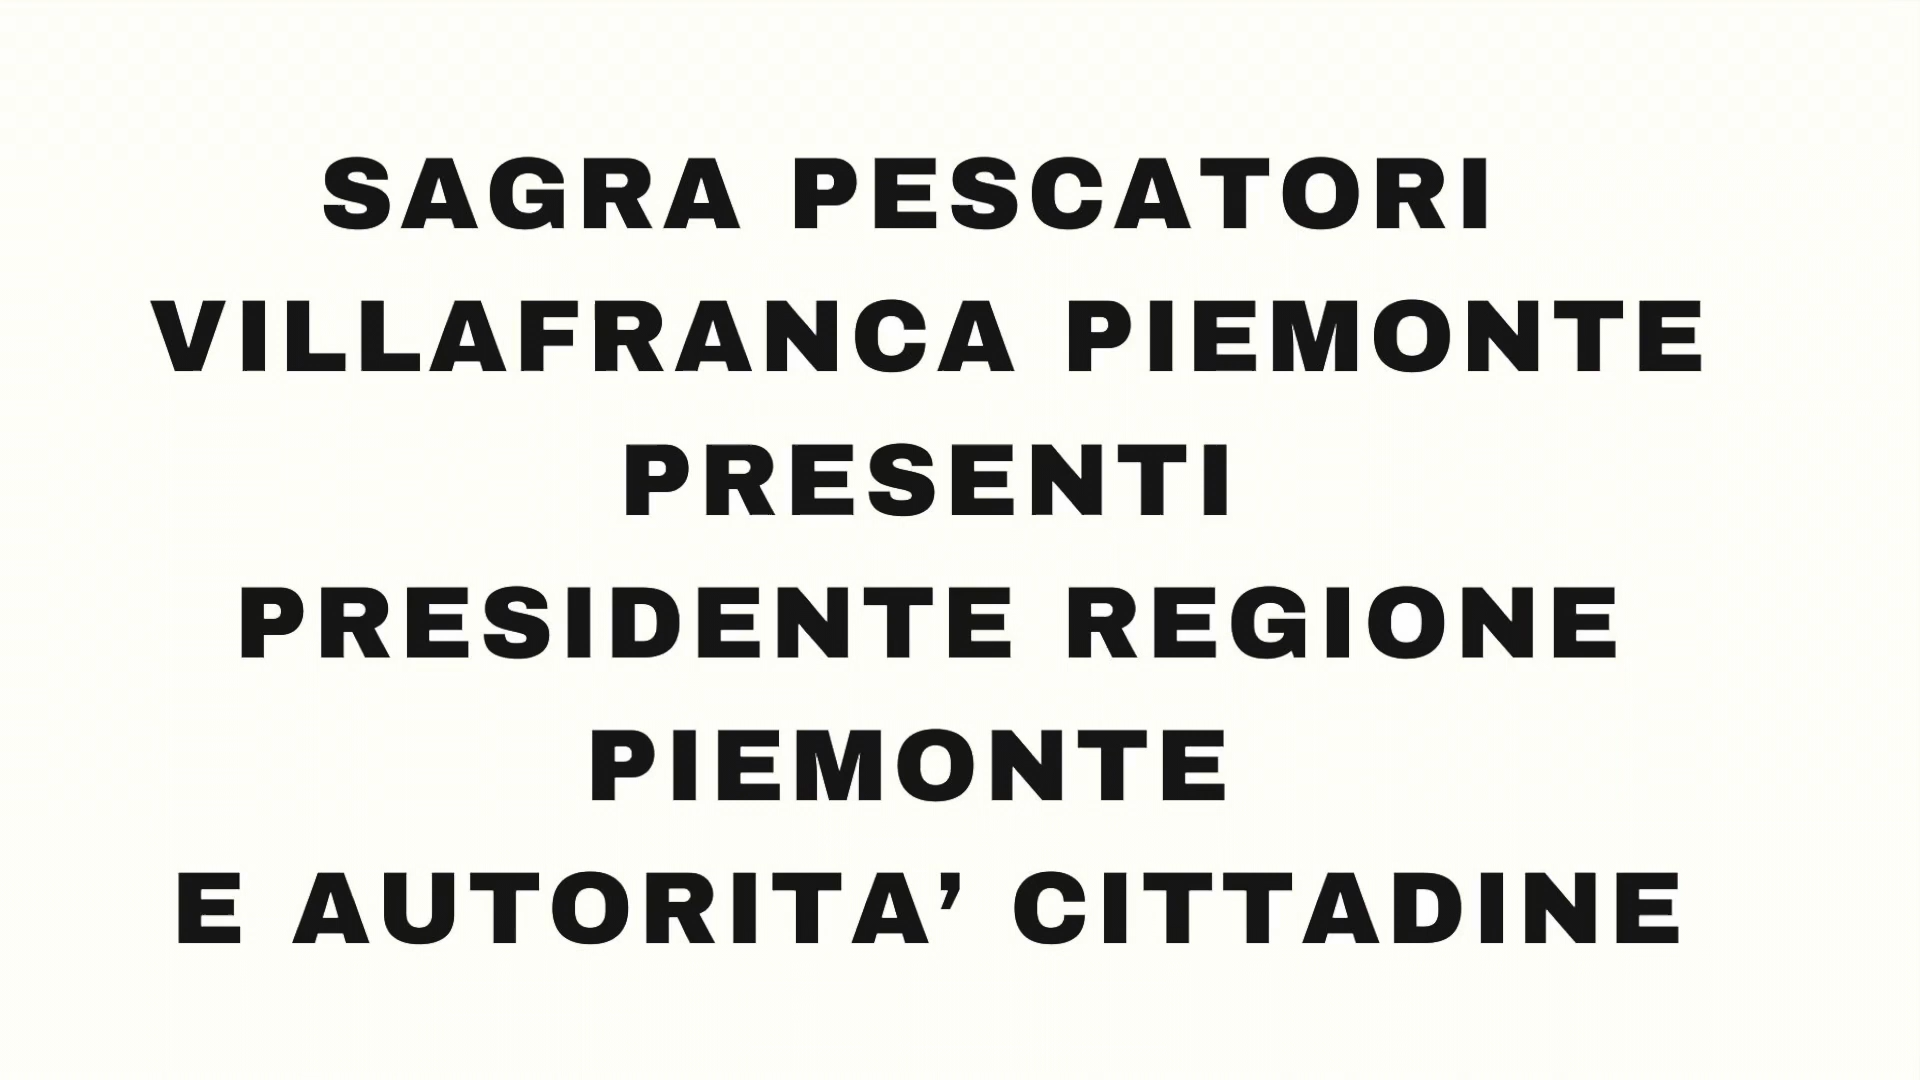 SAGRA PESCATORI
VILLAFRANCA PIEMONTE
PRESENTI
PRESIDENTE REGIONE
PIEMONTE
E AUTORITA’ CITTADINE